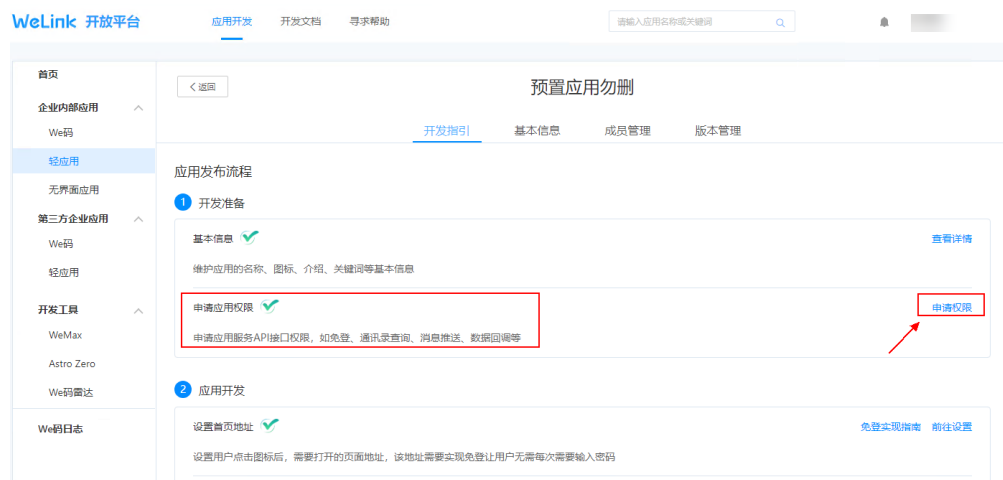 WeLink 开放平台 应用开发 开发文档 寻求帮助 请输入应用名称或关键词
首页
企业内部应用
We码
轻应用
无界面应用
第三方企业应用
We码
轻应用
开发工具
WeMax
Astro Zero
We码雷达
We码日志
返回
预置应用勿删
开发指引 基本信息 成员管理 版本管理
应用发布流程
1 开发准备
基本信息 查看详情
维护应用的名称、图标、介绍、关键词等基本信息
申请应用权限 申请权限
申请应用服务API接口权限，如免登、通讯录查询、消息推送、数据回调等
2 应用开发
设置首页地址 免登实现指南 前往设置
设置用户点击图标后，需要打开的页面地址，该地址需要实现免登让用户无需每次需要输入密码